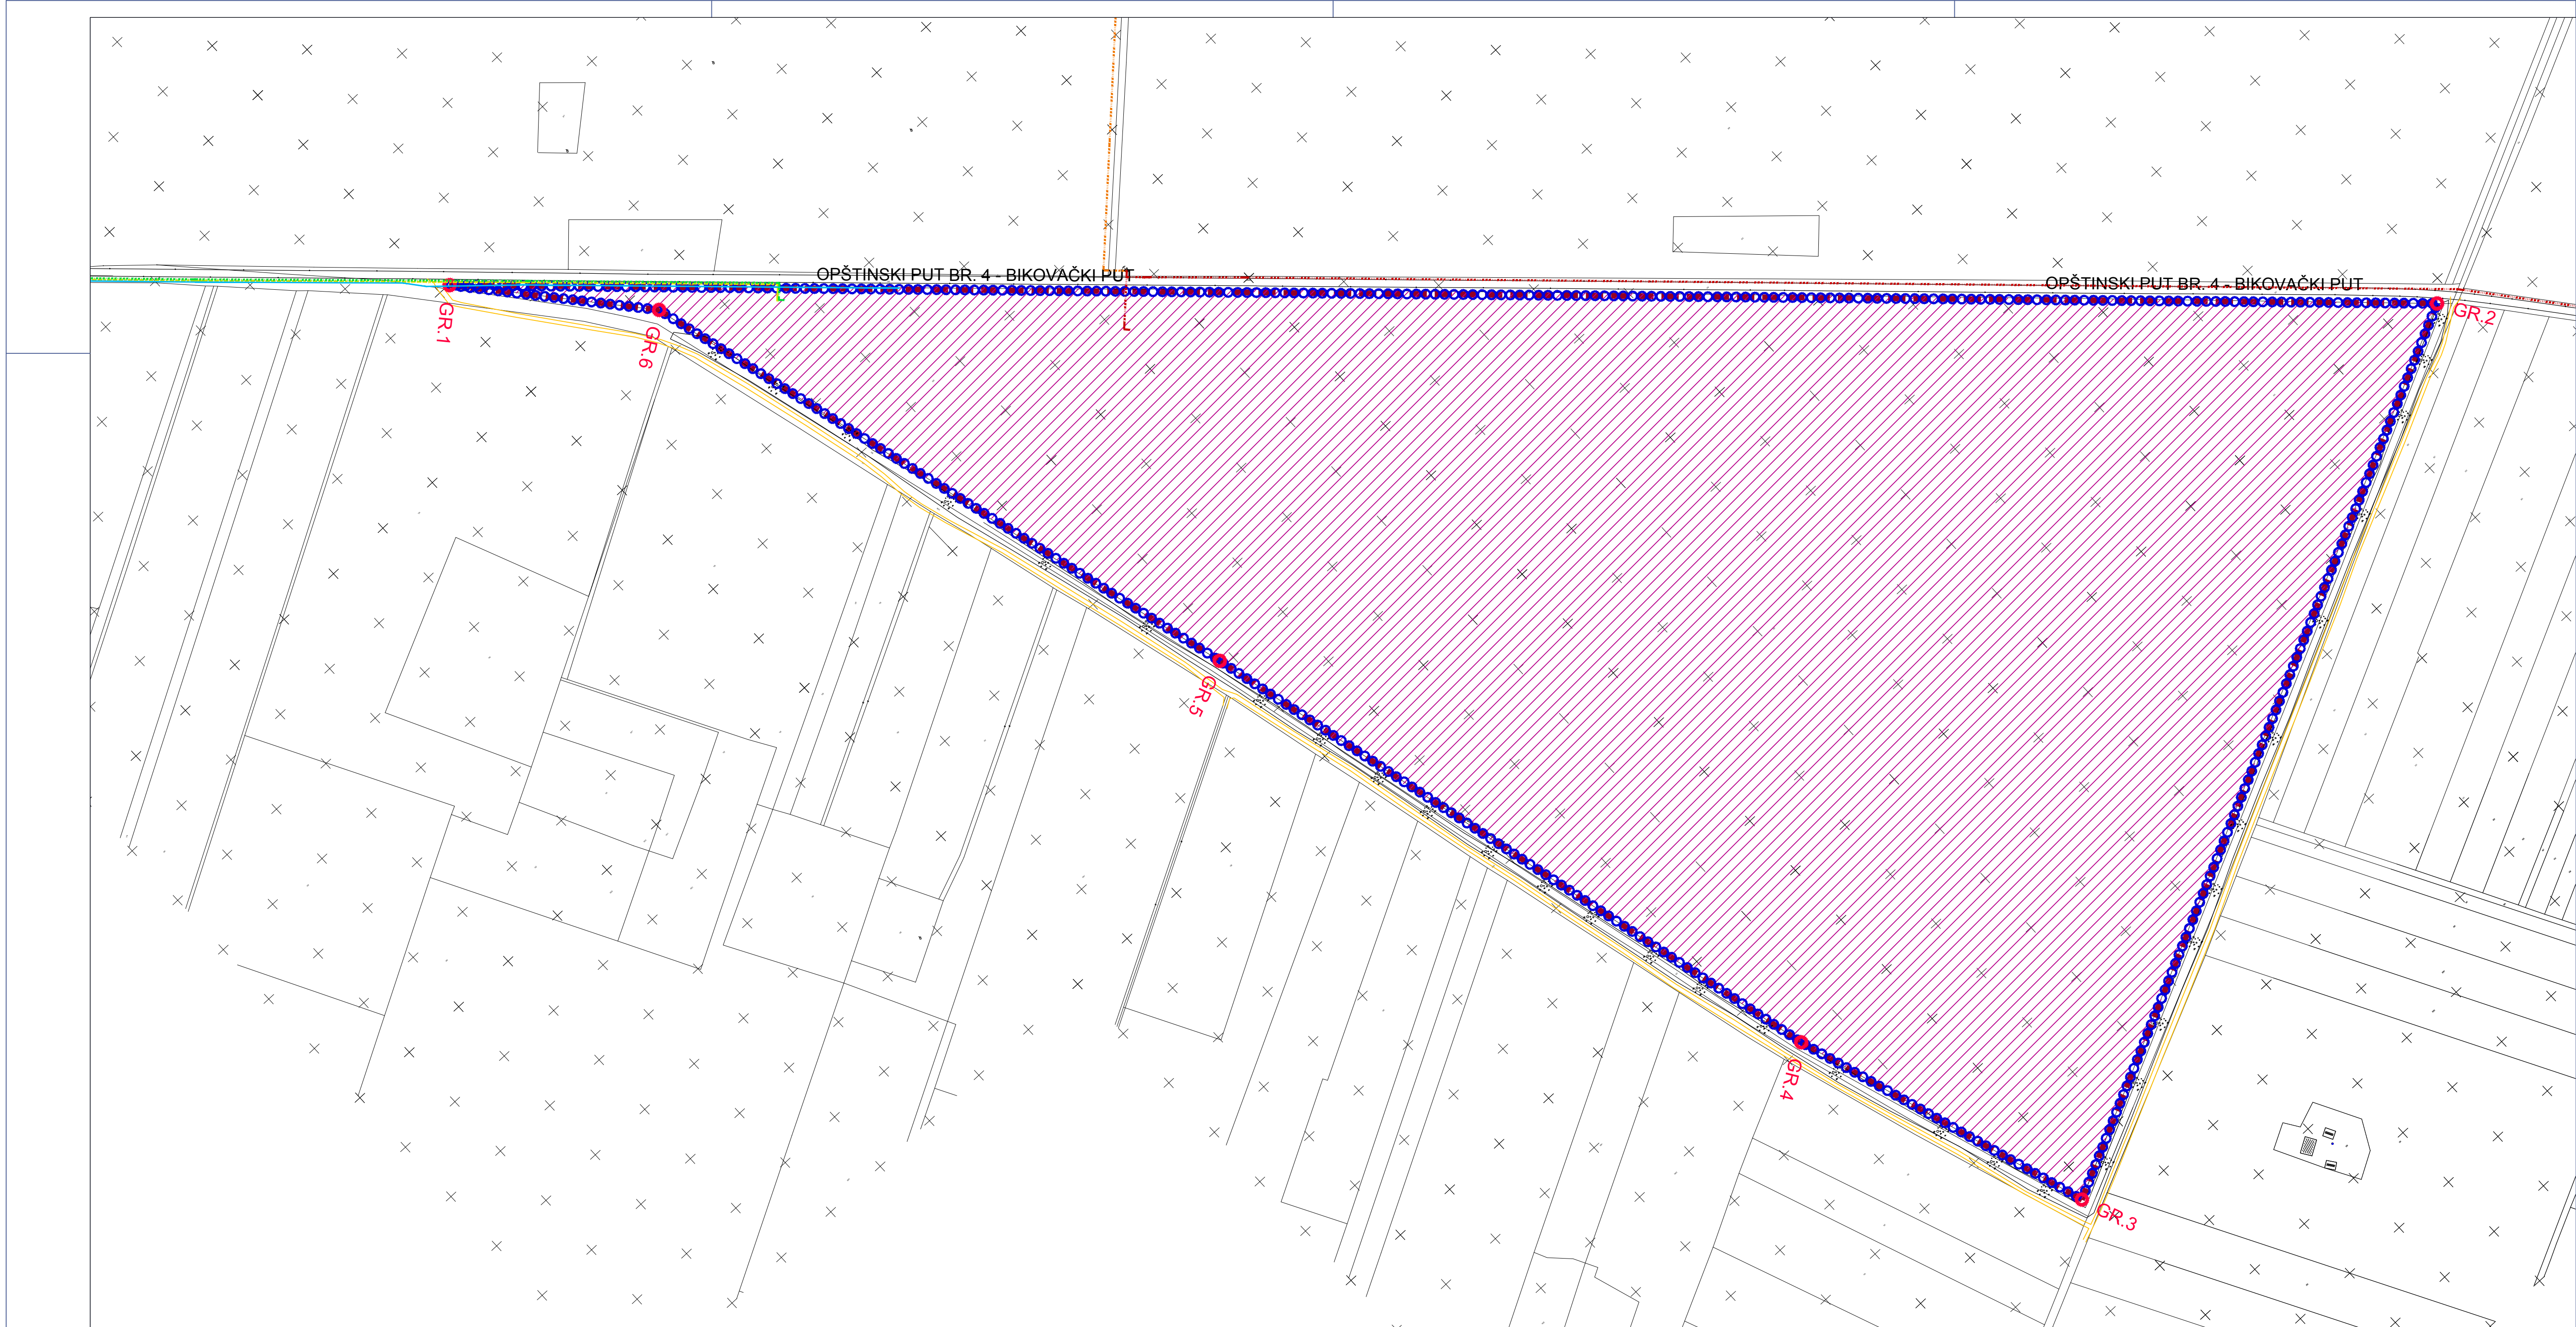 OPŠTINSKI PUT BR. 4 - BIKOVAČKI PUT
OPŠTINSKI PUT BR. 4 - BIKOVAČKI PUT
GR.1
GR.6
GR.2
GR.5
GR.4
GR.3